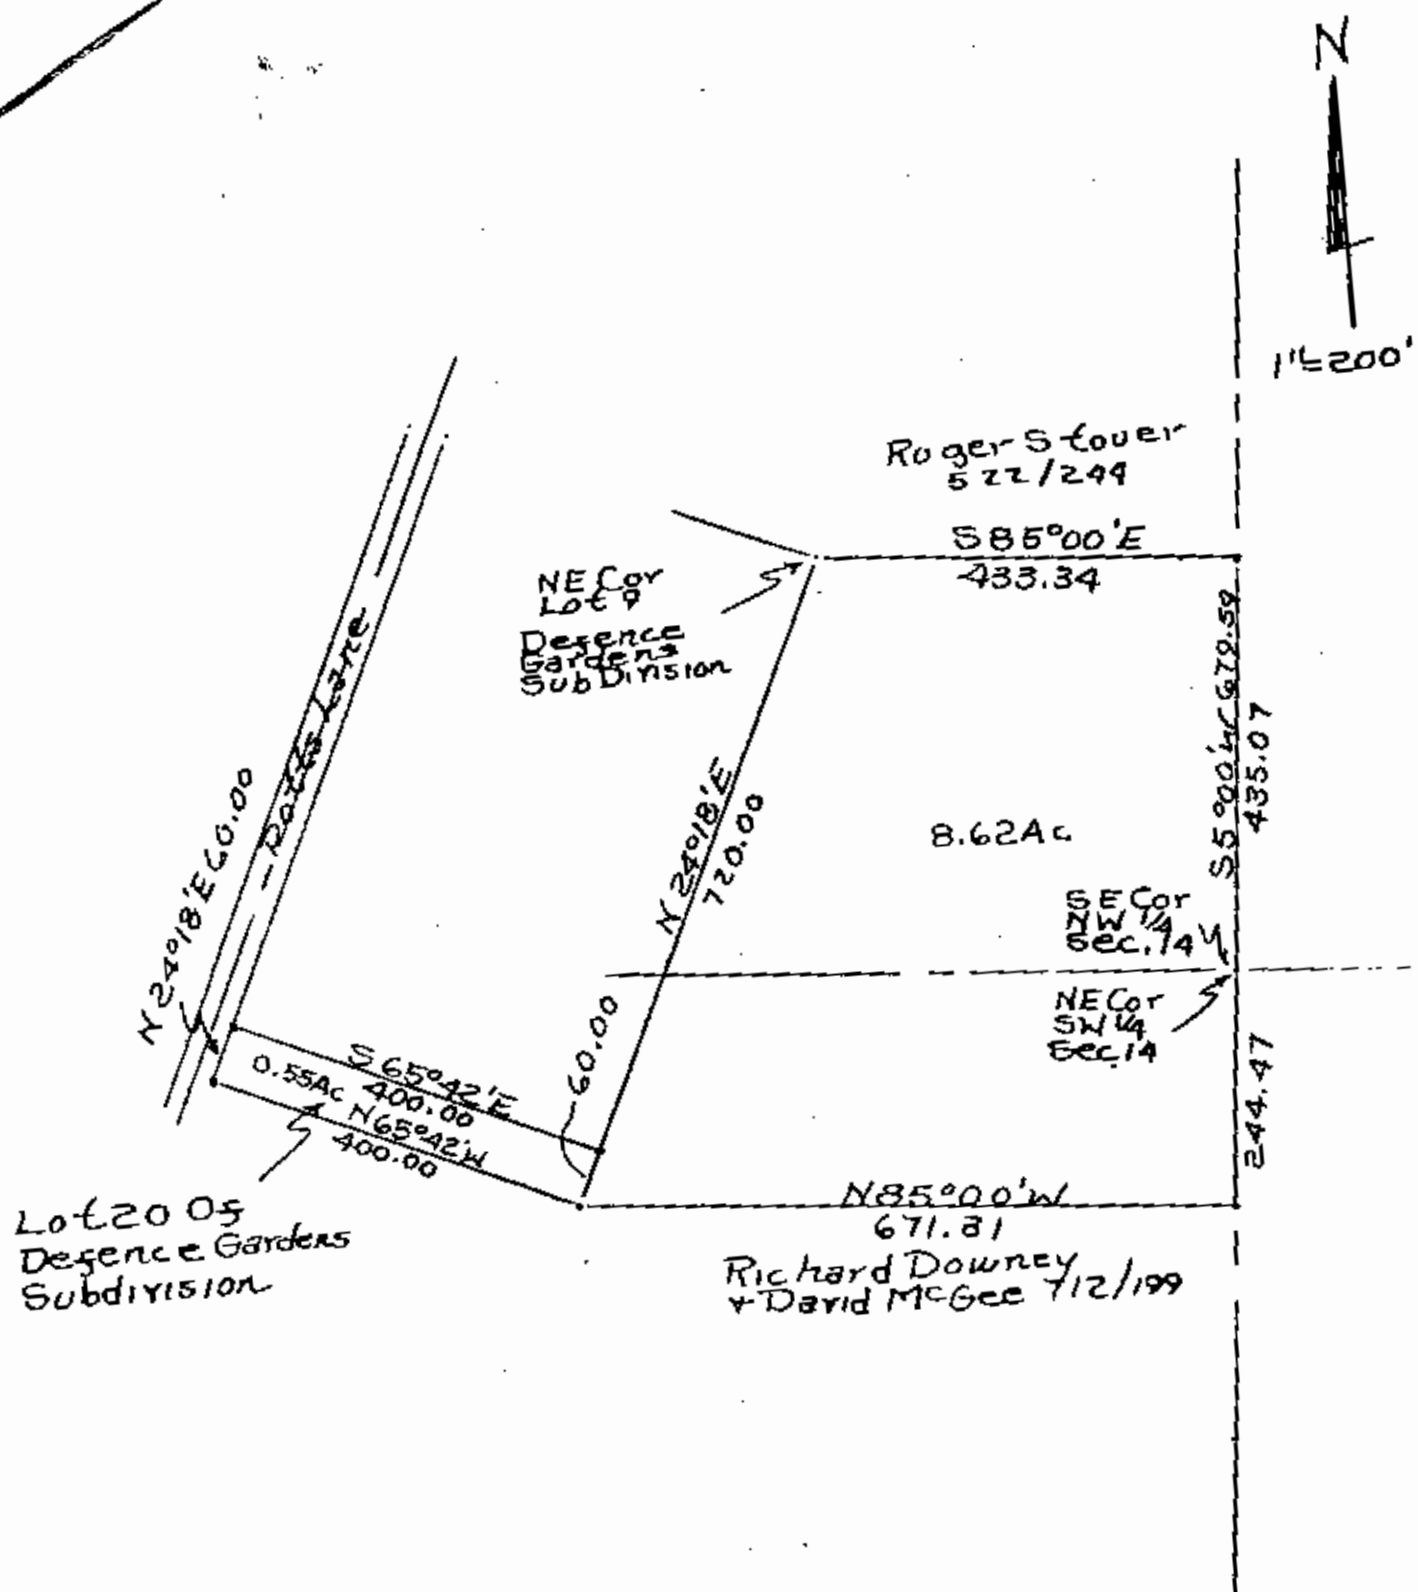 N
1"=200'
Roger Stover
522/244
S85°00'E
433.34
NE Cor
Lot 9
Defence
Gardens
SubDivision
S5°00'W 679.54
435.07
N24°18'E
720.00
8.62Ac
SE Cor
NW 1/4
Sec. 14
NE Cor
SW 1/4
Sec. 14
244.47
N24°18'E 60.00
Potts Lane
S65°42'E
400.00
0.55Ac
N65°42'W
400.00
60.00
Lot 20 Of
Defence Gardens
Subdivision
N85°00'W
671.81
Richard Downey
+ David McGee 712/199